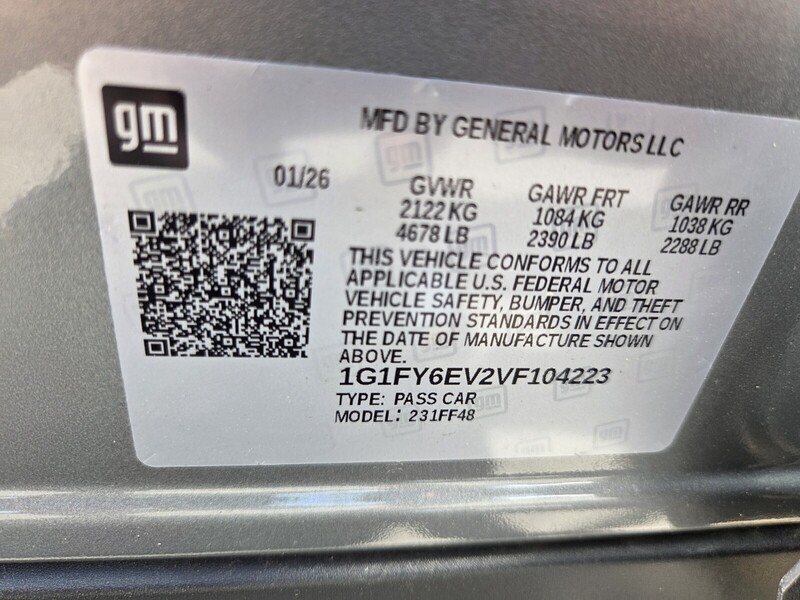 gm
MFD BY GENERAL MOTORS LLC
01/26
GVWR GAWR FRT GAWR RR
2122 KG 1084 KG 1038 KG
4678 LB 2390 LB 2288 LB
THIS VEHICLE CONFORMS TO ALL
APPLICABLE U.S. FEDERAL MOTOR
VEHICLE SAFETY, BUMPER, AND THEFT
PREVENTION STANDARDS IN EFFECT ON
THE DATE OF MANUFACTURE SHOWN
ABOVE.
1G1FY6EV2VF104223
TYPE: PASS CAR
MODEL: 231FF48